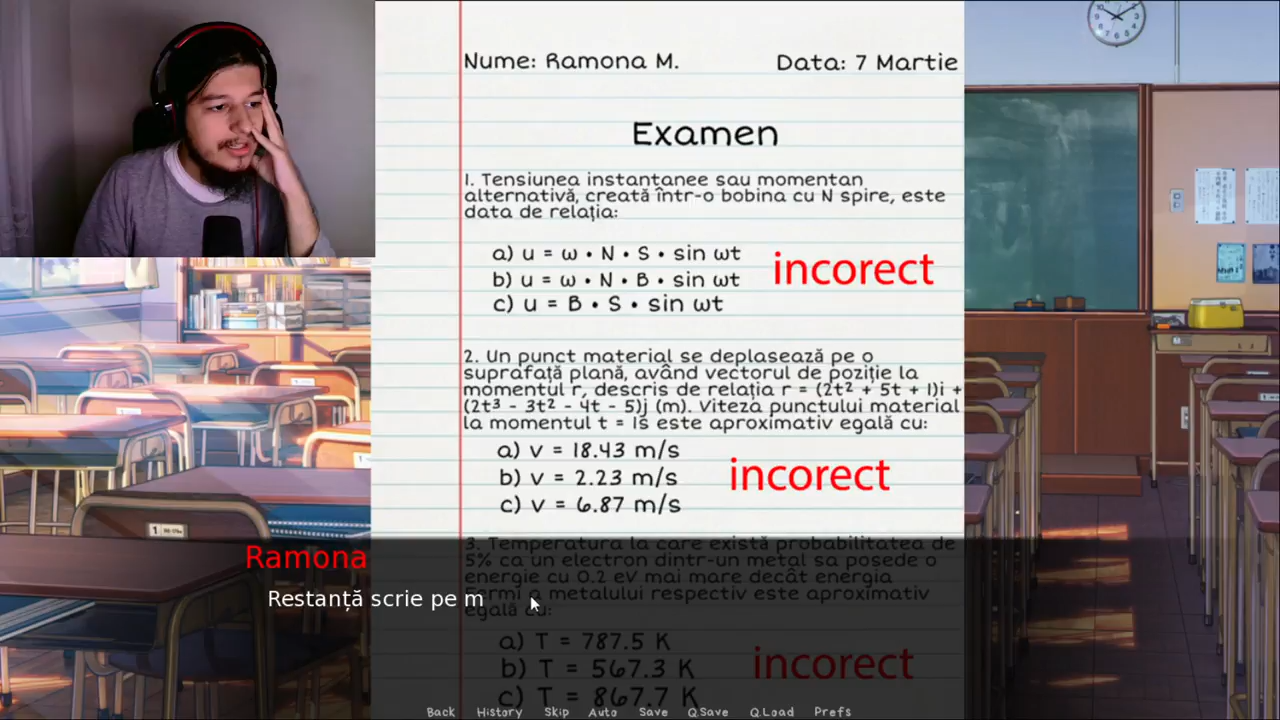 Nume: Ramona M.
Data: 7 Martie
Examen
1. Tensiunea instantanee sau momentan
alternativă, creată într-o bobina cu N spire, este
data de relația:
a) u = ω • N • S • sin ωt
b) u = ω • N • B • sin ωt
c) u = B • S • sin ωt
incorect
2. Un punct material se deplasează pe o
suprafață plană, având vectorul de poziție la
momentul r, descris de relația r = (2t² + 5t + 1)i +
(2t³ - 3t² - 4t - 5)j (m). Viteza punctului material
la momentul t = 1s este aproximativ egală cu:
a) v = 18.43 m/s
b) v = 2.23 m/s
c) v = 6.87 m/s
incorect
3. Temperatura la care există probabilitatea de
5% ca un electron dintr-un metal sa posede o
energie cu 0.2 eV mai mare decât energia
Fermi a metalului respectiv este aproximativ
egală cu:
a) T = 787.5 K
b) T = 567.3 K
c) T = 867.7 K
incorect
Ramona
Restanță scrie pe m
Back History Skip Auto Save Q.Save Q.Load Prefs